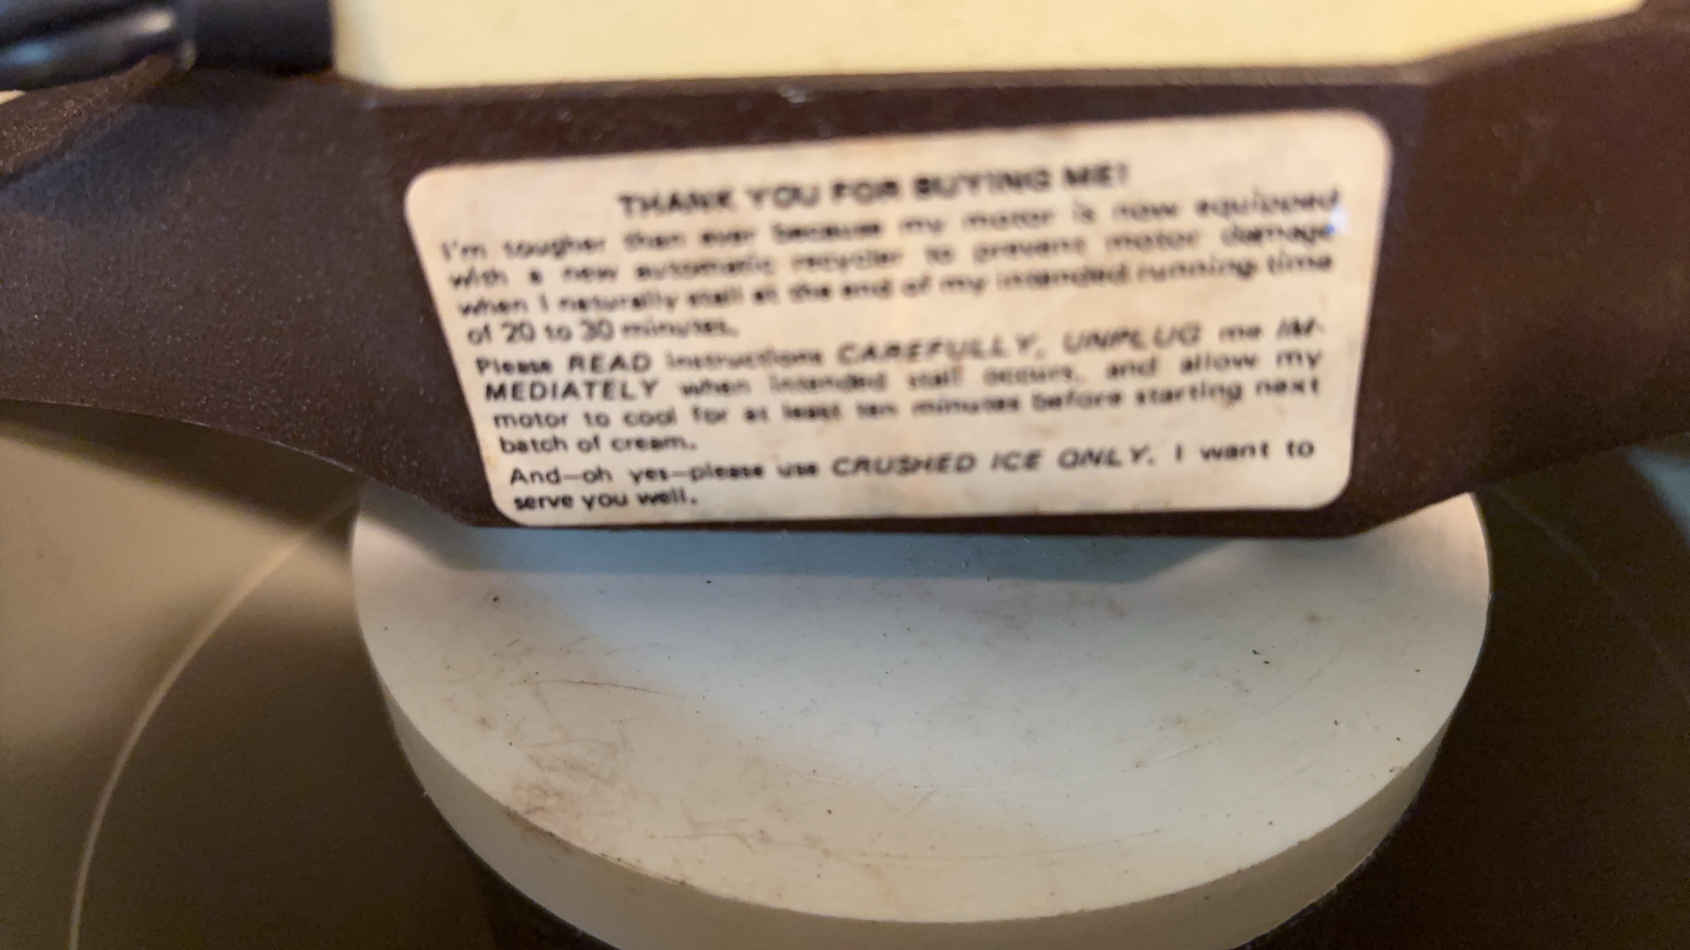 THANK YOU FOR BUYING ME!
I'm tougher than ever because my motor is now equipped
with a new automatic recycler to prevent motor damage
when I naturally stall at the end of my intended running time
of 20 to 30 minutes.
Please READ instructions CAREFULLY, UNPLUG me IM-
MEDIATELY when intended stall occurs, and allow my
motor to cool for at least ten minutes before starting next
batch of cream.
And—oh yes—please use CRUSHED ICE ONLY. I want to
serve you well.